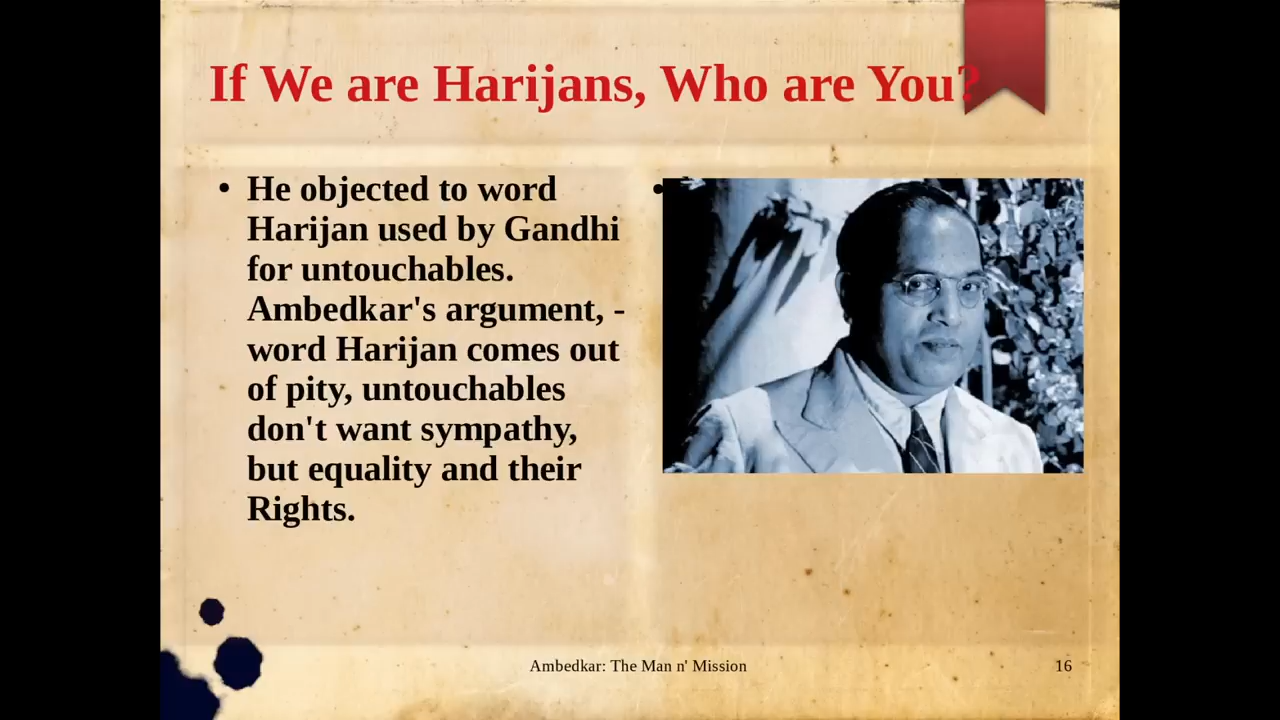 If We are Harijans, Who are You?
• He objected to word
Harijan used by Gandhi
for untouchables.
Ambedkar's argument, -
word Harijan comes out
of pity, untouchables
don't want sympathy,
but equality and their
Rights.
•
Ambedkar: The Man n' Mission
16